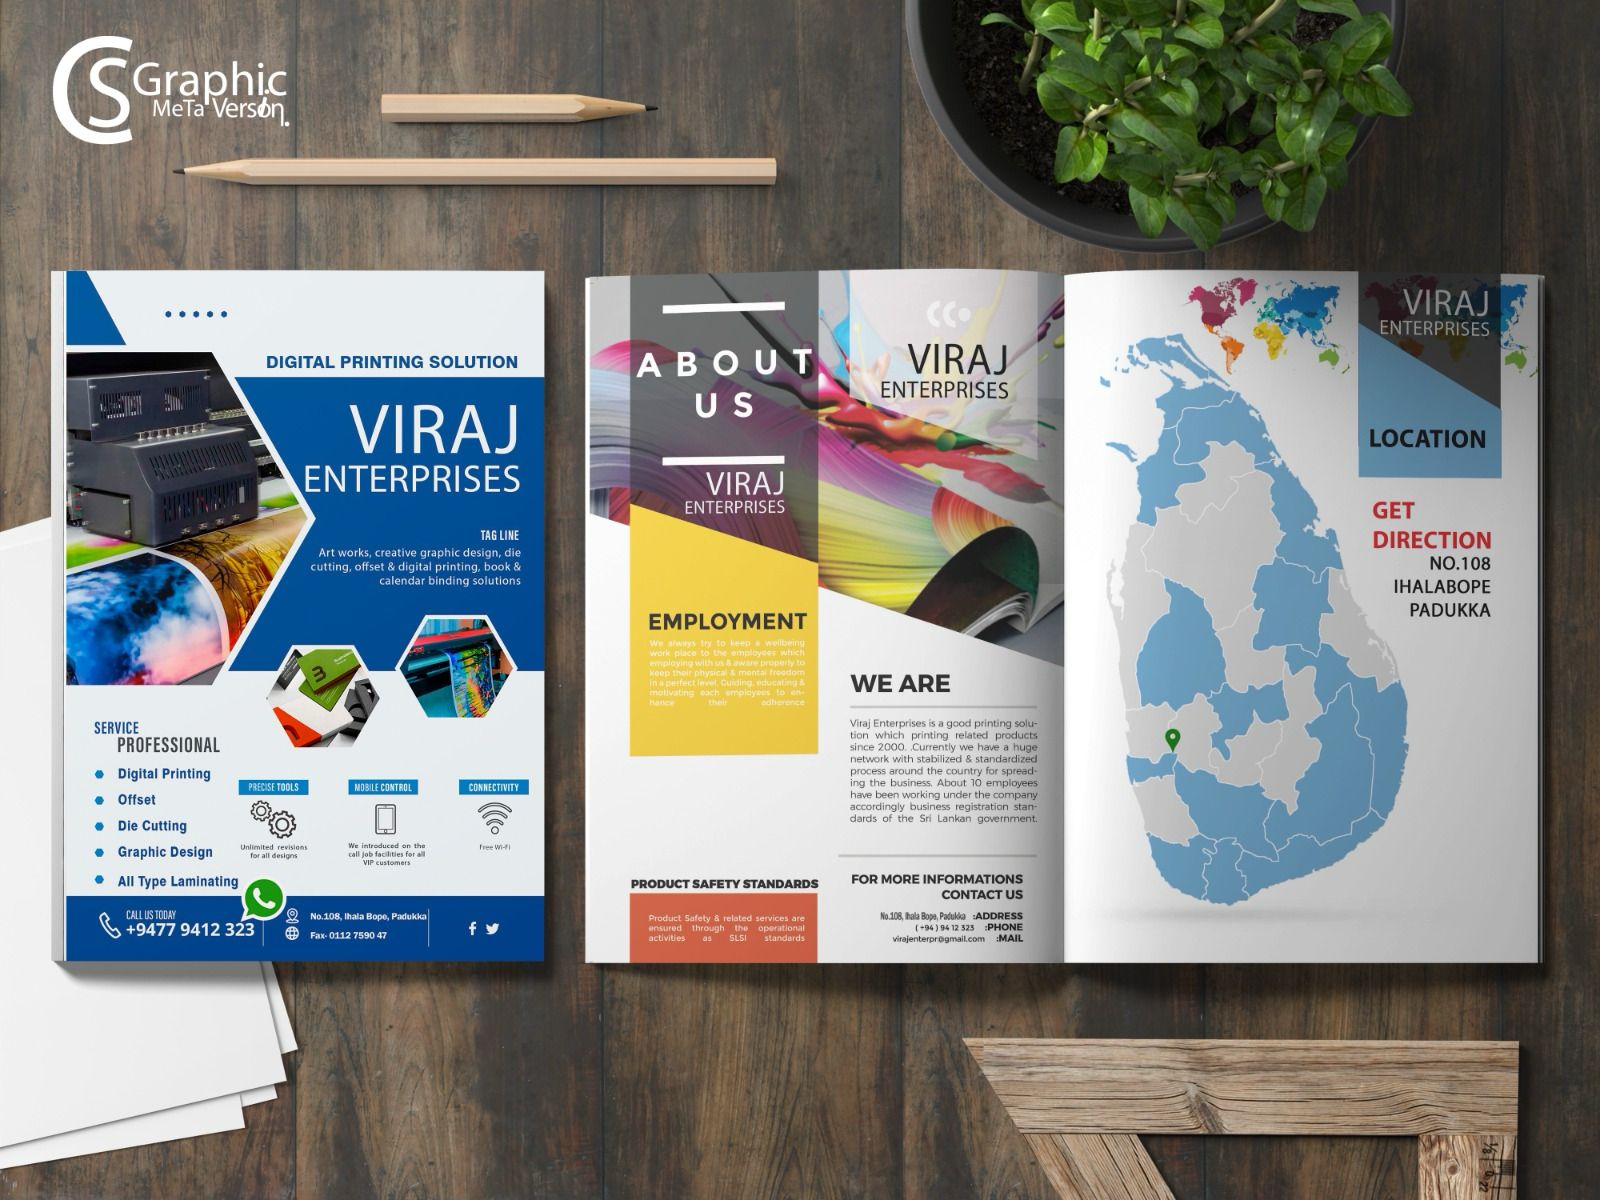 CS Graphic
MeTa Version.
DIGITAL PRINTING SOLUTION
VIRAJ
ENTERPRISES
TAG LINE
Art works, creative graphic design, die
cutting, offset & digital printing, book &
calendar binding solutions
SERVICE
PROFESSIONAL
Digital Printing
Offset
Die Cutting
Graphic Design
All Type Laminating
PRECISE TOOLS
Unlimited revisions
for all designs
MOBILE CONTROL
We introduced on the
call job facilities for all
VIP customers
CONNECTIVITY
Free Wi-Fi
CALL US TODAY
+9477 9412 323
No.108, Ihala Bope, Padukka
Fax- 0112 7590 47
ABOUT
US
VIRAJ
ENTERPRISES
EMPLOYMENT
We always try to keep a wellbeing
work place to the employees which
employing with us & aware properly to
keep their physical & mental freedom
in a perfect level. Guiding, educating &
motivating each employees to en-
hance their adherence
PRODUCT SAFETY STANDARDS
Product Safety & related services are
ensured through the operational
activities as SLSI standards
VIRAJ
ENTERPRISES
WE ARE
Viraj Enterprises is a good printing solu-
tion which printing related products
since 2000. .Currently we have a huge
network with stabilized & standardized
process around the country for spread-
ing the business. About 10 employees
have been working under the company
accordingly business registration stan-
dards of the Sri Lankan government.
FOR MORE INFORMATIONS
CONTACT US
No.108, Ihala Bope, Padukka :ADDRESS
(+94) 94 12 323 :PHONE
virajenterpr@gmail.com :MAIL
VIRAJ
ENTERPRISES
LOCATION
GET
DIRECTION
NO.108
IHALABOPE
PADUKKA